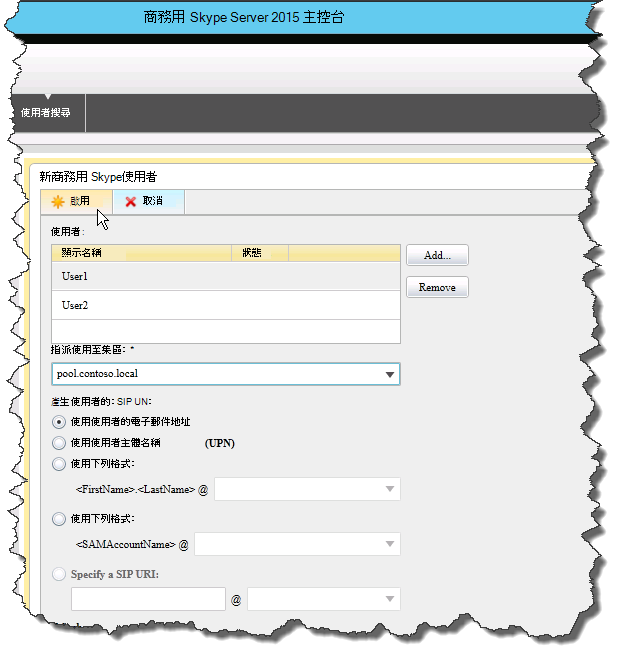 商務用 Skype Server 2015 主控台
使用者搜尋
新商務用 Skype使用者
啟用 取消
使用者:
顯示名稱 狀態
User1
Add...
Remove
User2
指派使用至集區: *
pool.contoso.local
產生使用者的: SIP UN:
使用使用者的電子郵件地址
使用使用者主體名稱 (UPN)
使用下列格式:
<FirstName>.<LastName> @
使用下列格式:
<SAMAccountName> @
Specify a SIP URI:
@